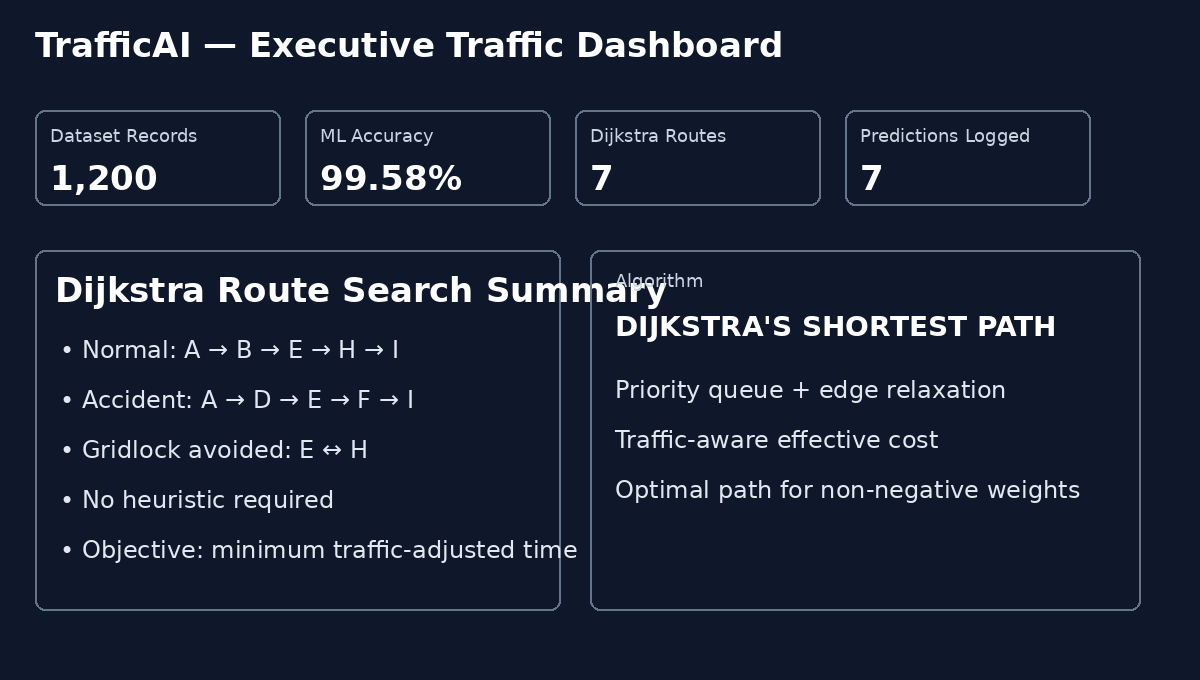 TrafficAI — Executive Traffic Dashboard
Dataset Records
1,200
ML Accuracy
99.58%
Dijkstra Routes
7
Predictions Logged
7
Dijkstra Route Search Summary
• Normal: A → B → E → H → I
• Accident: A → D → E → F → I
• Gridlock avoided: E ↔ H
• No heuristic required
• Objective: minimum traffic-adjusted time
Algorithm
DIJKSTRA'S SHORTEST PATH
Priority queue + edge relaxation
Traffic-aware effective cost
Optimal path for non-negative weights